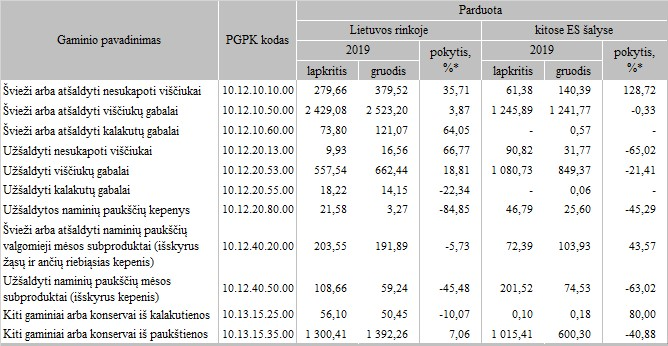 Gaminio pavadinimas PGPK kodas Parduota
Lietuvos rinkoje kitose ES šalyse
2019 pokytis, %* 2019 pokytis, %*
lapkritis gruodis lapkritis gruodis
Švieži arba atšaldyti nesukapoti viščiukai 10.12.10.10.00 279,66 379,52 35,71 61,38 140,39 128,72
Švieži arba atšaldyti viščiukų gabalai 10.12.10.50.00 2 429,08 2 523,20 3,87 1 245,89 1 241,77 -0,33
Švieži arba atšaldyti kalakutų gabalai 10.12.10.60.00 73,80 121,07 64,05 - 0,57 -
Užšaldyti nesukapoti viščiukai 10.12.20.13.00 9,93 16,56 66,77 90,82 31,77 -65,02
Užšaldyti viščiukų gabalai 10.12.20.53.00 557,54 662,44 18,81 1 080,73 849,37 -21,41
Užšaldyti kalakutų gabalai 10.12.20.55.00 18,22 14,15 -22,34 - 0,06 -
Užšaldytos naminių paukščių kepenys 10.12.20.80.00 21,58 3,27 -84,85 46,79 25,60 -45,29
Švieži arba atšaldyti naminių paukščių
valgomieji mėsos subproduktai (išskyrus 10.12.40.20.00 203,55 191,89 -5,73 72,39 103,93 43,57
žąsų ir ančių riebiąsias kepenis)
Užšaldyti naminių paukščių mėsos
subproduktai (išskyrus kepenis) 10.12.40.50.00 108,66 59,24 -45,48 201,52 74,53 -63,02
Kiti gaminiai arba konservai iš kalakutienos 10.13.15.25.00 56,10 50,45 -10,07 0,10 0,18 80,00
Kiti gaminiai arba konservai iš paukštienos 10.13.15.35.00 1 300,41 1 392,26 7,06 1 015,41 600,30 -40,88